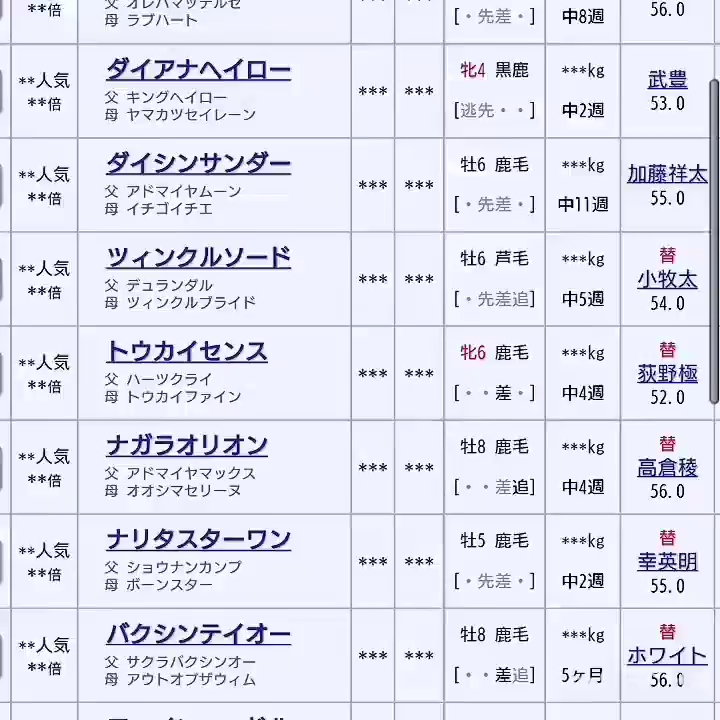 父 オレハマッテルゼ
**倍
母 ラブハート
*** ***
[・先差・]
中8週
56.0
**人気
**倍
ダイアナヘイロー
父 キングヘイロー
母 ヤマカツセイレーン
*** ***
牝4 黒鹿
[逃先・・]
***kg
中2週
武豊
53.0
**人気
**倍
ダイシンサンダー
父 アドマイヤムーン
母 イチゴイチエ
*** ***
牡6 鹿毛
[・先差・]
***kg
中11週
加藤祥太
55.0
**人気
**倍
ツィンクルソード
父 デュランダル
母 ツィンクルブライド
*** ***
牡6 芦毛
[・先差追]
***kg
中5週
替
小牧太
54.0
**人気
**倍
トウカイセンス
父 ハーツクライ
母 トウカイファイン
*** ***
牝6 鹿毛
[・・差・]
***kg
中4週
替
荻野極
52.0
**人気
**倍
ナガラオリオン
父 アドマイヤマックス
母 オオシマセリーヌ
*** ***
牡8 鹿毛
[・・差追]
***kg
中4週
替
高倉稜
56.0
**人気
**倍
ナリタスターワン
父 ショウナンカンプ
母 ボーンスター
*** ***
牡5 鹿毛
[・先差・]
***kg
中2週
替
幸英明
55.0
**人気
**倍
バクシンテイオー
父 サクラバクシンオー
母 アウトオブザウィム
*** ***
牡8 鹿毛
[・・差追]
***kg
5ヶ月
替
ホワイト
56.0